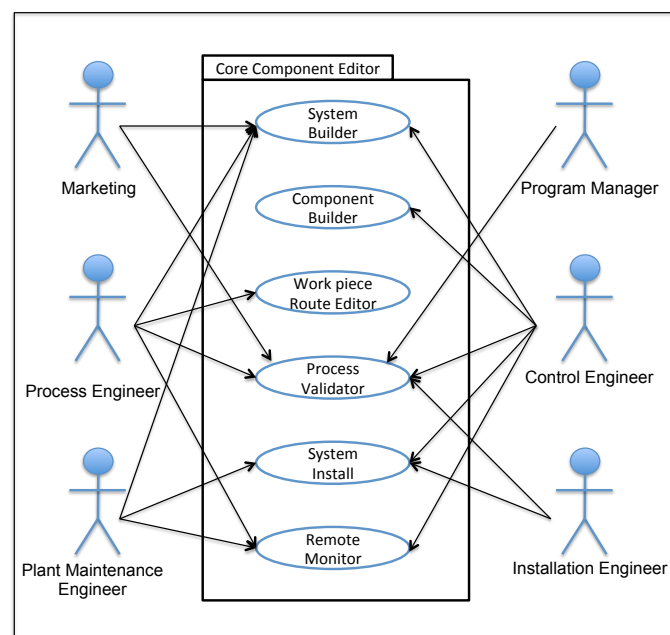 Core Component Editor
System
Builder
Marketing
Program Manager
Component
Builder
Work piece
Route Editor
Process Engineer
Process
Validator
Control Engineer
System
Install
Remote
Monitor
Plant Maintenance
Engineer
Installation Engineer